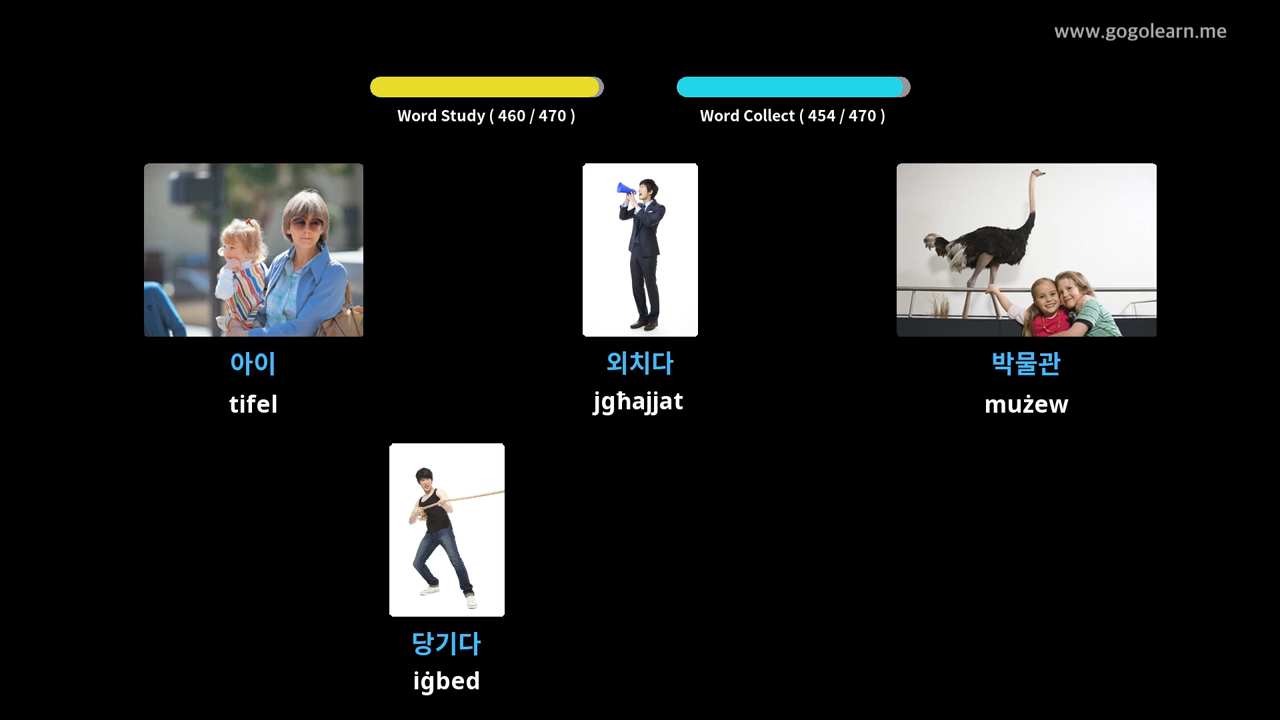 www.gogolearn.me
Word Study ( 460 / 470 )
Word Collect ( 454 / 470 )
아이
tifel
외치다
jgħajjat
박물관
mużew
당기다
iġbed